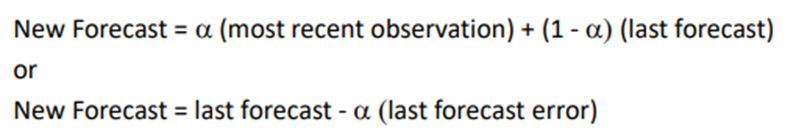 New Forecast = α (most recent observation) + (1 - α) (last forecast)
or
New Forecast = last forecast - α (last forecast error)